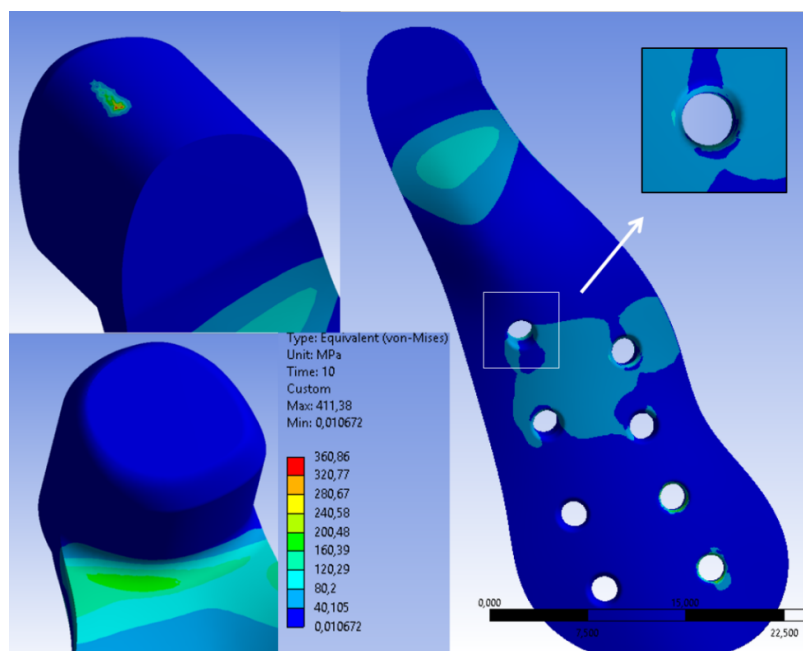 Type: Equivalent (von-Mises)
Unit: MPa
Time: 10
Custom
Max: 411,38
Min: 0,010672
360,86
320,77
280,67
240,58
200,48
160,39
120,29
80,2
40,105
0,010672
0,000
15,000
7,500
22,500